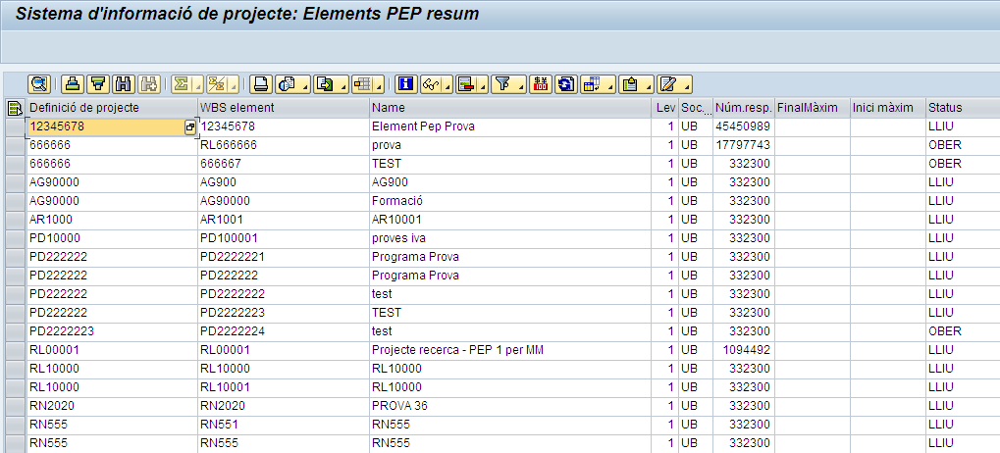 Sistema d'informació de projecte: Elements PEP resum
Definició de projecte WBS element Name Lev Soc... Núm.resp. FinalMàxim Inici màxim Status
12345678 12345678 Element Pep Prova 1 UB 45450989 LLIU
666666 RL666666 prova 1 UB 17797743 OBER
666666 666667 TEST 1 UB 332300 OBER
AG90000 AG900 AG900 1 UB 332300 LLIU
AG90000 AG90000 Formació 1 UB 332300 LLIU
AR1000 AR1001 AR10001 1 UB 332300 LLIU
PD10000 PD100001 proves iva 1 UB 332300 LLIU
PD222222 PD2222221 Programa Prova 1 UB 332300 LLIU
PD222222 PD222222 Programa Prova 1 UB 332300 LLIU
PD222222 PD2222222 test 1 UB 332300 LLIU
PD222222 PD2222223 TEST 1 UB 332300 LLIU
PD2222223 PD2222224 test 1 UB 332300 OBER
RL00001 RL00001 Projecte recerca - PEP 1 per MM 1 UB 1094492 LLIU
RL10000 RL10000 RL10000 1 UB 332300 LLIU
RL10000 RL10001 RL10000 1 UB 332300 LLIU
RN2020 RN2020 PROVA 36 1 UB 332300 LLIU
RN555 RN551 RN555 1 UB 332300 LLIU
RN555 RN555 RN555 1 UB 332300 LLIU